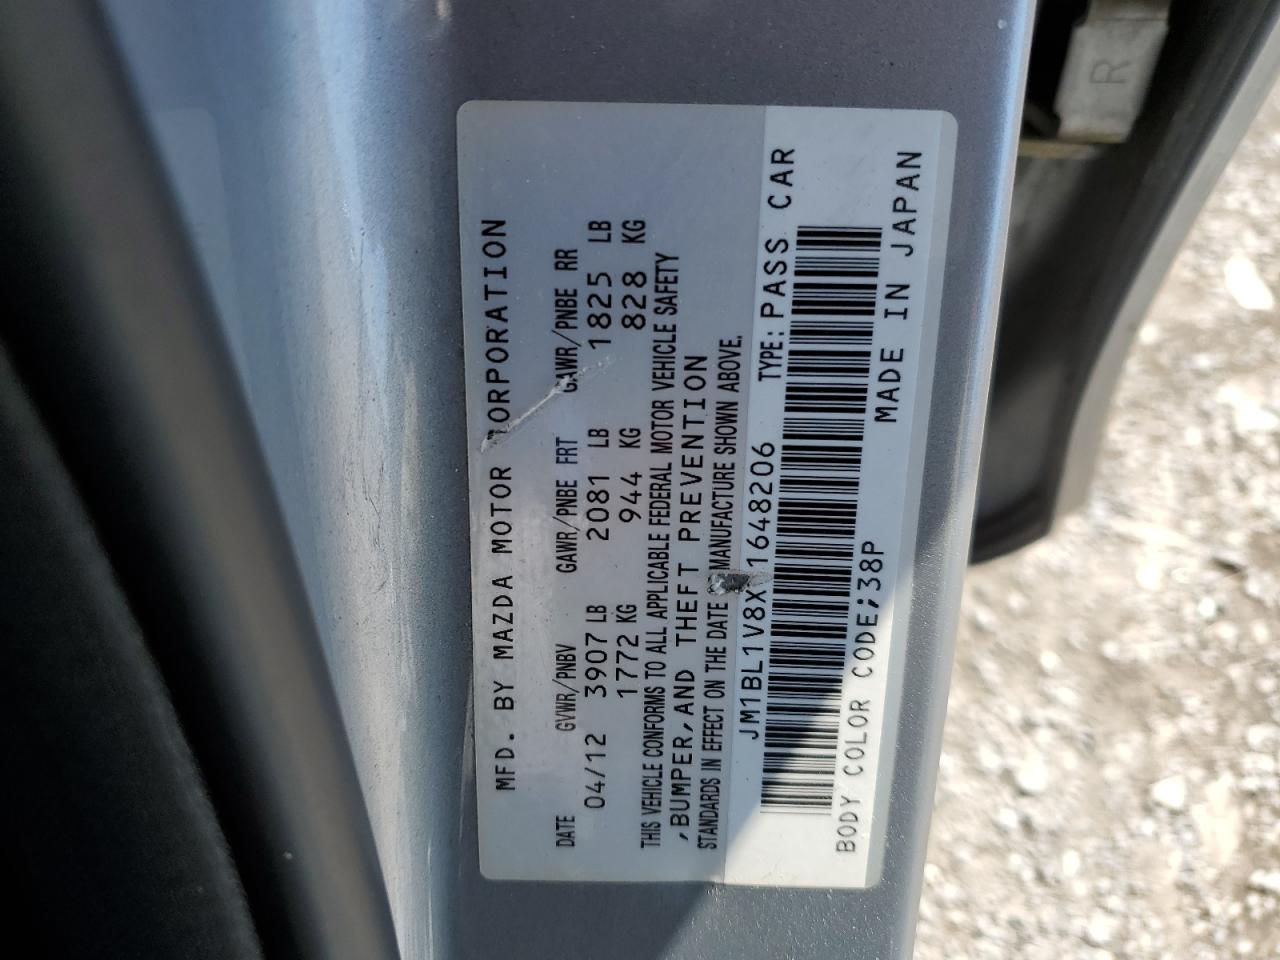 MFD. BY MAZDA MOTOR CORPORATION
DATE GVWR/PNBV GAWR/PNBE FRT GAWR/PNBE RR
04/12 3907 LB 2081 LB 1825 LB
1772 KG 944 KG 828 KG
THIS VEHICLE CONFORMS TO ALL APPLICABLE FEDERAL MOTOR VEHICLE SAFETY
,BUMPER,AND THEFT PREVENTION
STANDARDS IN EFFECT ON THE DATE MANUFACTURE SHOWN ABOVE.
JM1BL1V8X 1648206 TYPE: PASS CAR
BODY COLOR CODE;38P MADE IN JAPAN
R